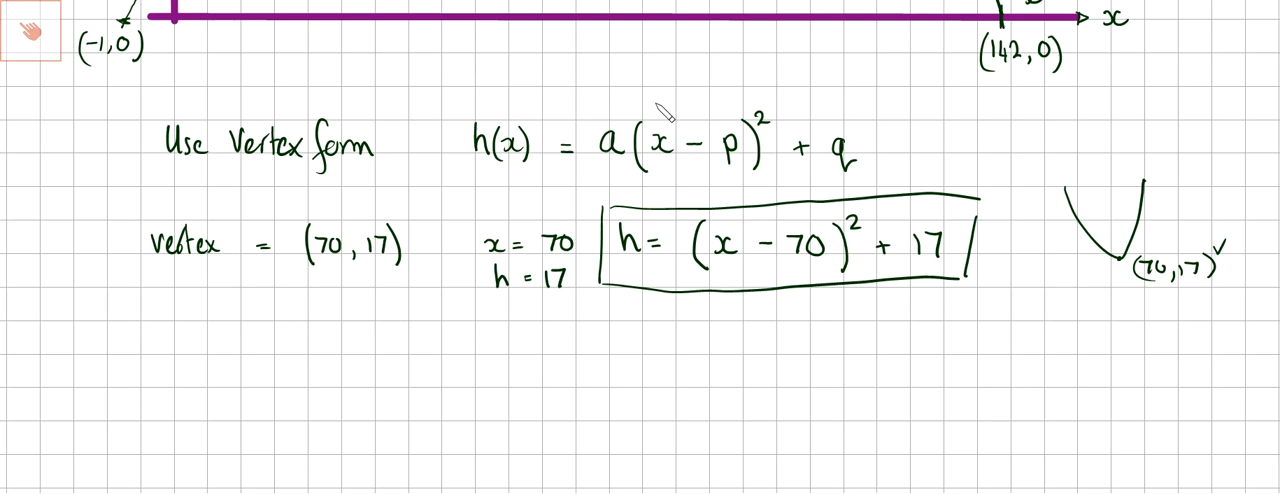 x
(-1,0)
(142,0)
Use Vertex form h(x) = a(x - p)² + q
vertex = (70,17) x = 70 h = (x - 70)² + 17
h = 17
(70,17)✓